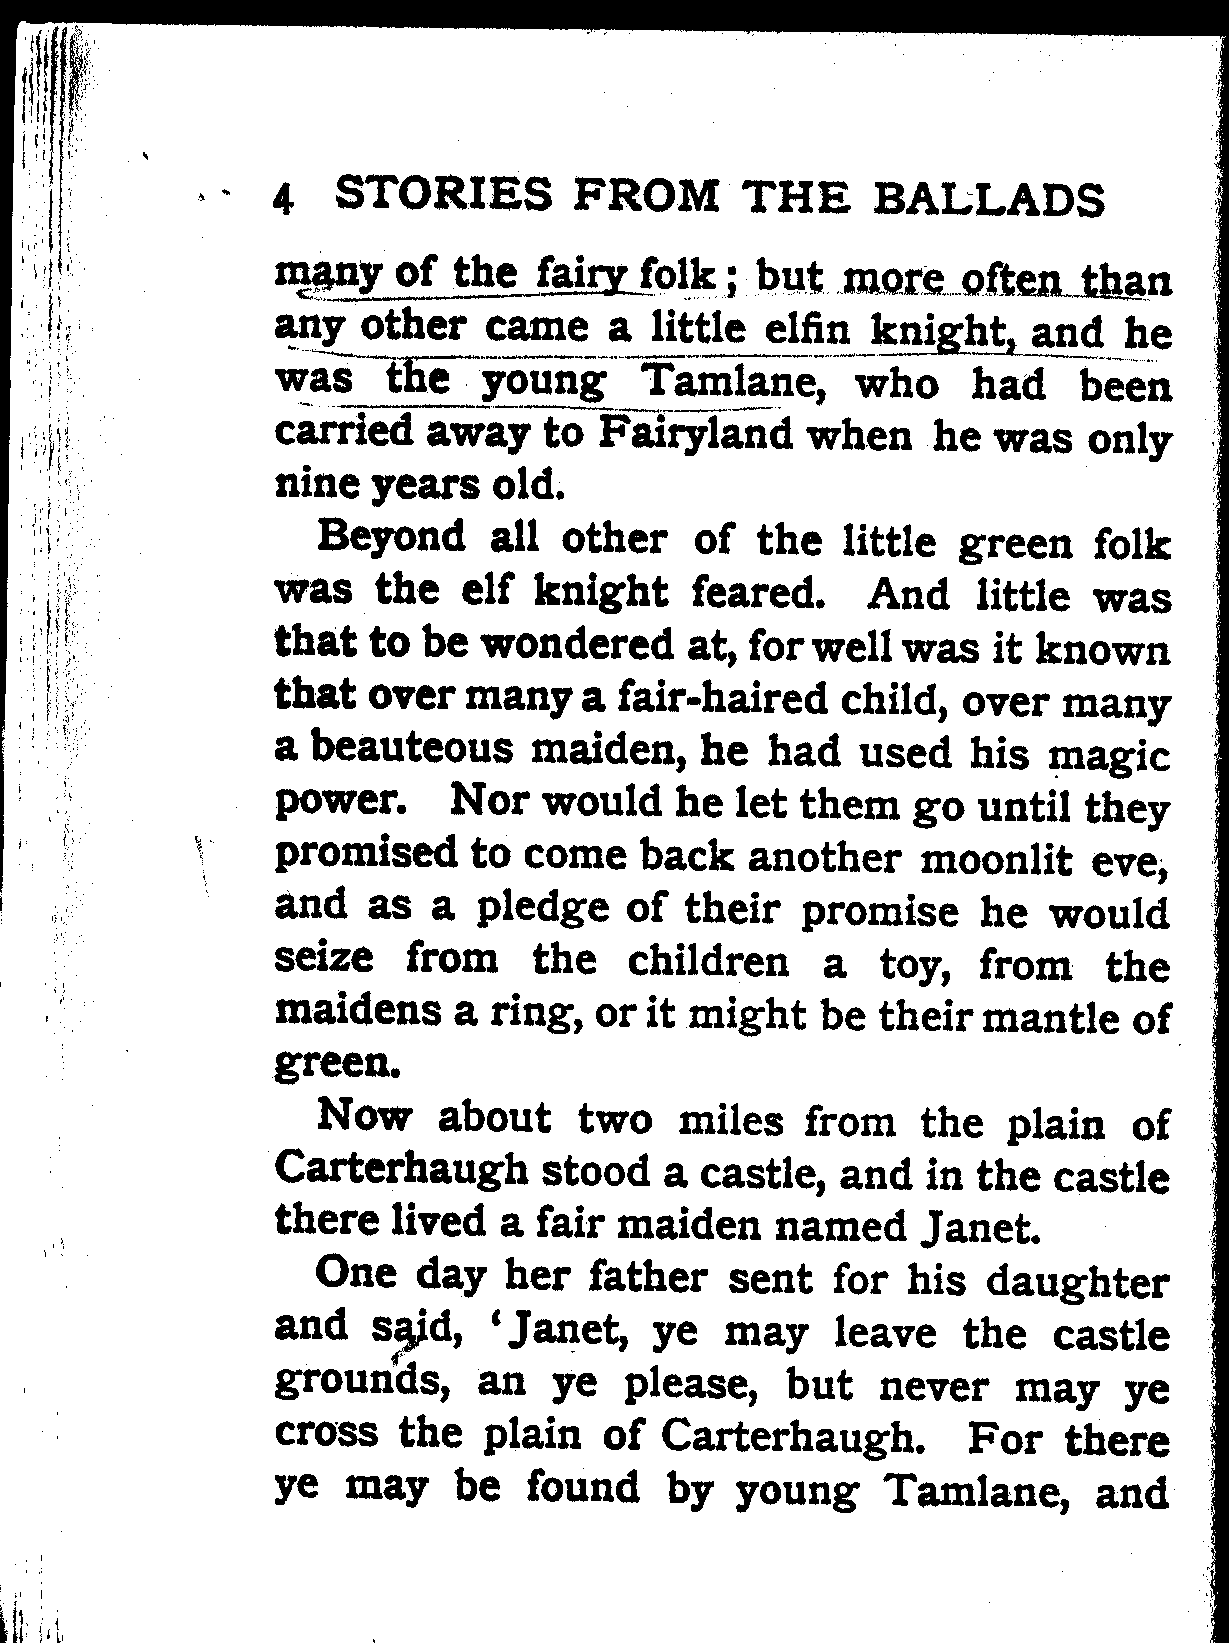 4 STORIES FROM THE BALLADS
many of the fairy folk; but more often than
any other came a little elfin knight, and he
was the young Tamlane, who had been
carried away to Fairyland when he was only
nine years old.
Beyond all other of the little green folk
was the elf knight feared. And little was
that to be wondered at, for well was it known
that over many a fair-haired child, over many
a beauteous maiden, he had used his magic
power. Nor would he let them go until they
promised to come back another moonlit eve,
and as a pledge of their promise he would
seize from the children a toy, from the
maidens a ring, or it might be their mantle of
green.
Now about two miles from the plain of
Carterhaugh stood a castle, and in the castle
there lived a fair maiden named Janet.
One day her father sent for his daughter
and said, ‘Janet, ye may leave the castle
grounds, an ye please, but never may ye
cross the plain of Carterhaugh. For there
ye may be found by young Tamlane, and